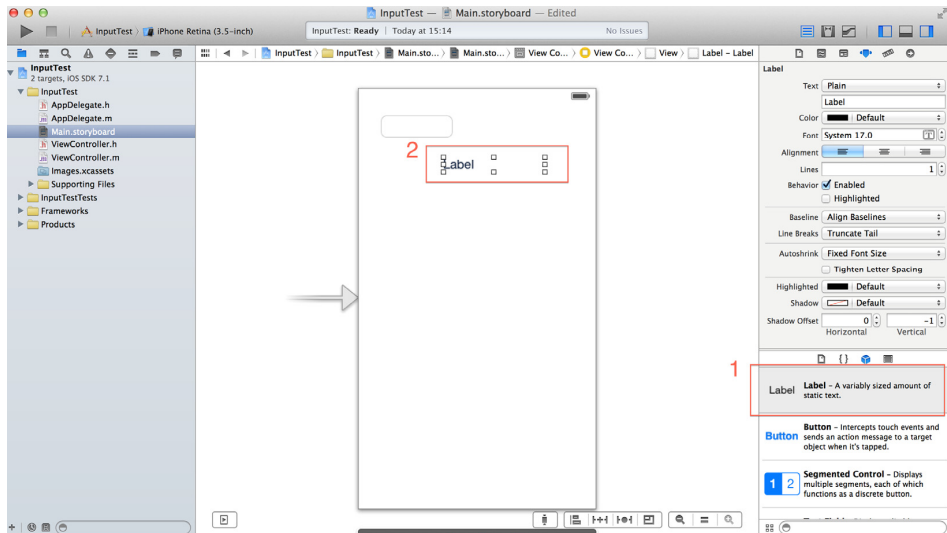 InputTest — Main.storyboard — Edited
InputTest 〉 iPhone Retina (3.5-inch)
InputTest: Ready | Today at 15:14
No Issues
InputTest 〉 InputTest 〉 Main.sto... 〉 Main.sto... 〉 View Co... 〉 View Co... 〉 View 〉 Label – Label
InputTest
2 targets, iOS SDK 7.1
InputTest
AppDelegate.h
AppDelegate.m
Main.storyboard
ViewController.h
ViewController.m
Images.xcassets
Supporting Files
InputTestTests
Frameworks
Products
2
Label
Label
Text Plain
Label
Color Default
Font System 17.0
Alignment
Lines 1
Behavior Enabled
Highlighted
Baseline Align Baselines
Line Breaks Truncate Tail
Autoshrink Fixed Font Size
Tighten Letter Spacing
Highlighted Default
Shadow Default
Shadow Offset 0 -1
Horizontal Vertical
1
Label
Label – A variably sized amount of
static text.
Button
Button – Intercepts touch events and
sends an action message to a target
object when it's tapped.
1 2
Segmented Control – Displays
multiple segments, each of which
functions as a discrete button.